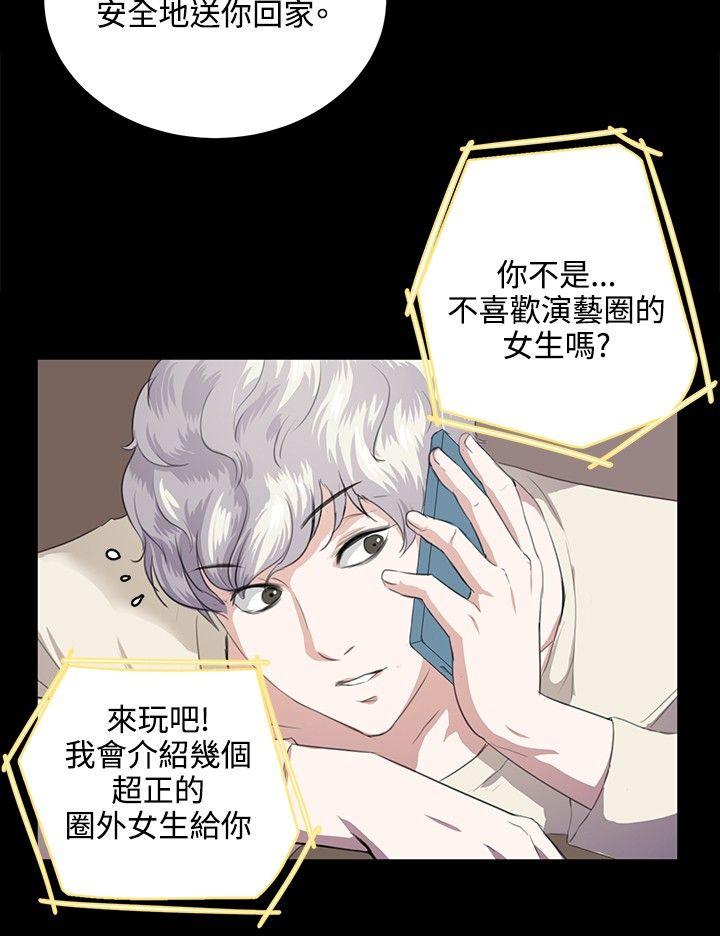 安全地送你回家。
你不是...
不喜歡演藝圈的
女生嗎?
來玩吧!
我會介紹幾個
超正的
圈外女生給你